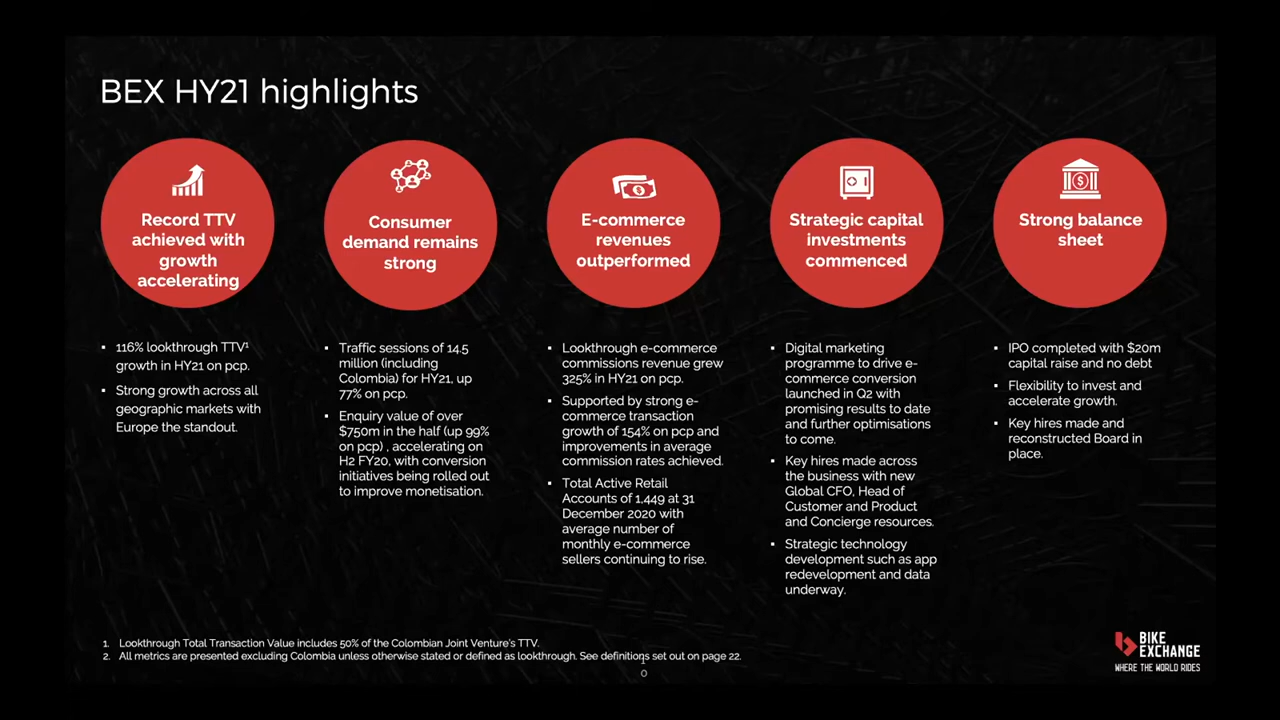 BEX HY21 highlights
Record TTV
achieved with
growth
accelerating
▪ 116% lookthrough TTV¹
growth in HY21 on pcp.
▪ Strong growth across all
geographic markets with
Europe the standout.
Consumer
demand remains
strong
▪ Traffic sessions of 14.5
million (including
Colombia) for HY21, up
77% on pcp.
▪ Enquiry value of over
$750m in the half (up 99%
on pcp) , accelerating on
H2 FY20, with conversion
initiatives being rolled out
to improve monetisation.
E-commerce
revenues
outperformed
▪ Lookthrough e-commerce
commissions revenue grew
325% in HY21 on pcp.
▪ Supported by strong e-
commerce transaction
growth of 154% on pcp and
improvements in average
commission rates achieved.
▪ Total Active Retail
Accounts of 1,449 at 31
December 2020 with
average number of
monthly e-commerce
sellers continuing to rise.
Strategic capital
investments
commenced
▪ Digital marketing
programme to drive e-
commerce conversion
launched in Q2 with
promising results to date
and further optimisations
to come.
▪ Key hires made across
the business with new
Global CFO, Head of
Customer and Product
and Concierge resources.
▪ Strategic technology
development such as app
redevelopment and data
underway.
Strong balance
sheet
▪ IPO completed with $20m
capital raise and no debt
▪ Flexibility to invest and
accelerate growth.
▪ Key hires made and
reconstructed Board in
place.
1. Lookthrough Total Transaction Value includes 50% of the Colombian Joint Venture's TTV.
2. All metrics are presented excluding Colombia unless otherwise stated or defined as lookthrough. See definitions set out on page 22.
1
0
BIKE
EXCHANGE
WHERE THE WORLD RIDES